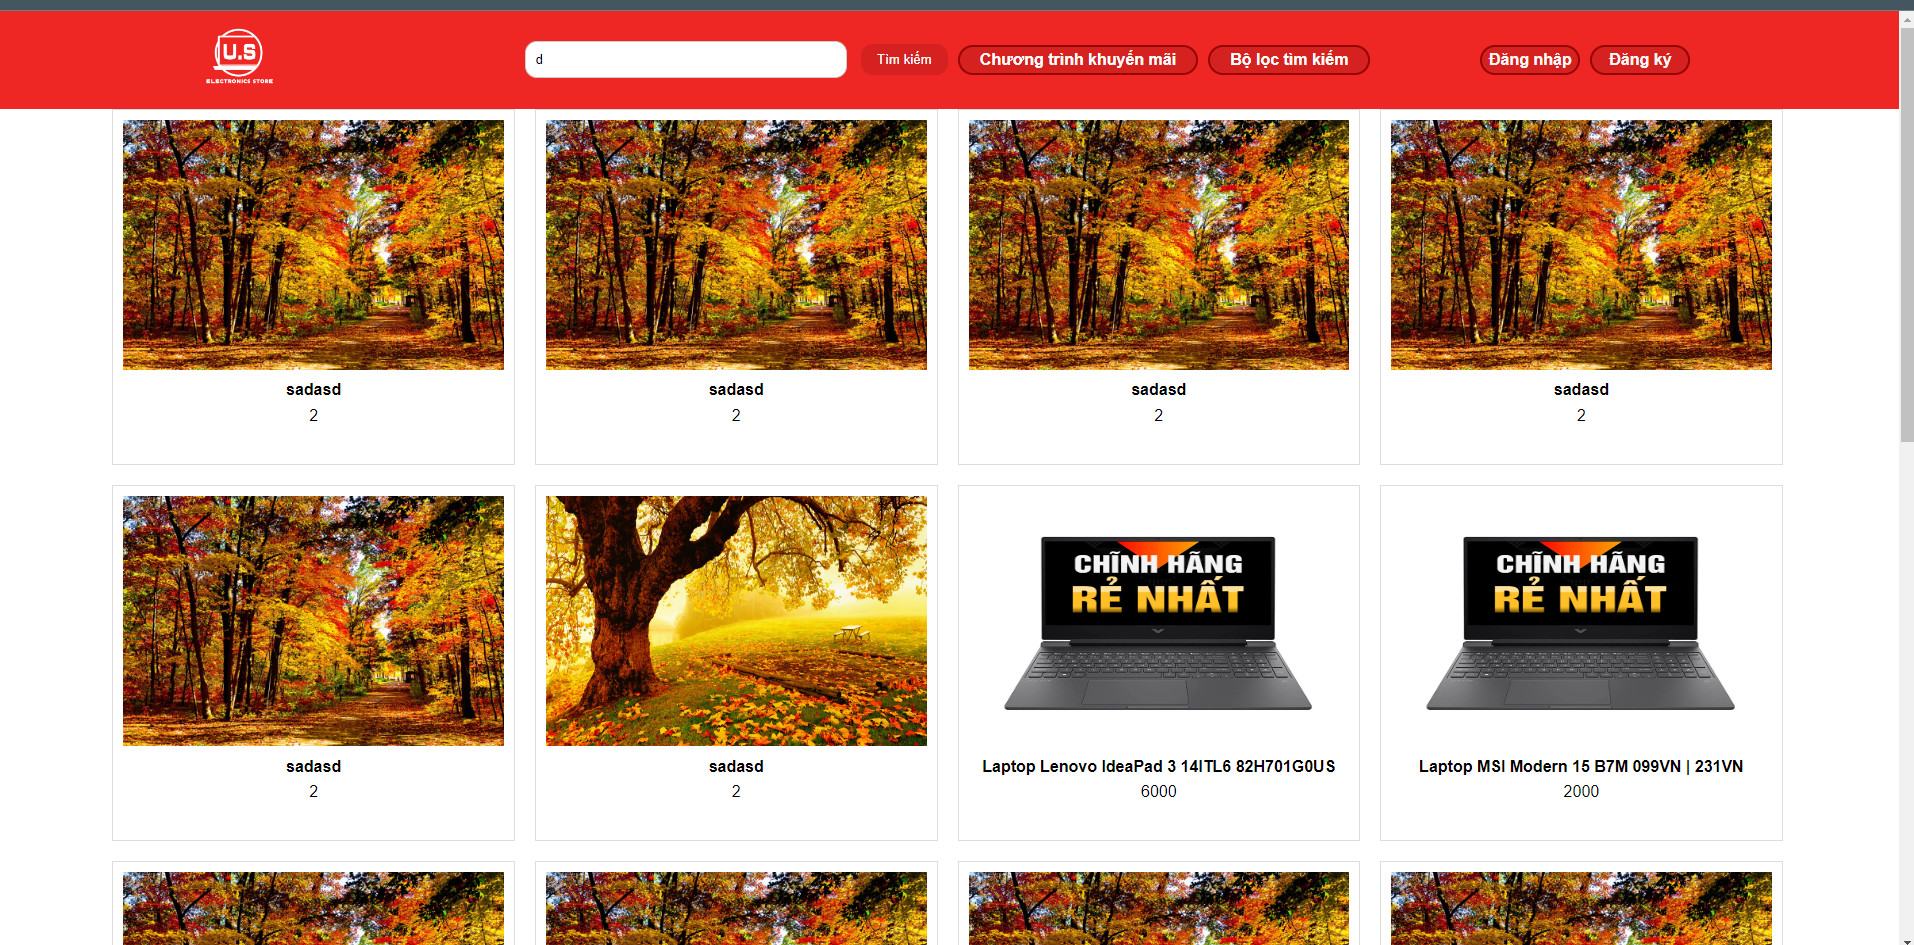 U.S
ELECTRONICS STORE
d
Tìm kiếm
Chương trình khuyến mãi
Bộ lọc tìm kiếm
Đăng nhập
Đăng ký
sadasd
2
sadasd
2
sadasd
2
sadasd
2
sadasd
2
sadasd
2
CHĨNH HÃNG
RẺ NHẤT
Laptop Lenovo IdeaPad 3 14ITL6 82H701G0US
6000
CHĨNH HÃNG
RẺ NHẤT
Laptop MSI Modern 15 B7M 099VN | 231VN
2000